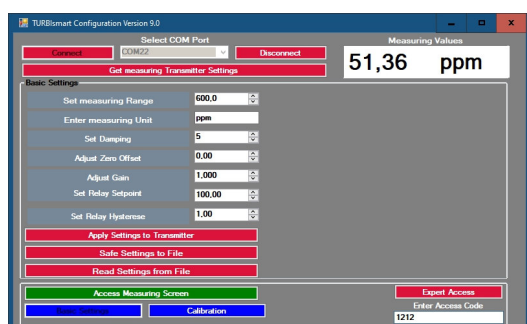 TURBIsmart Configuration Version 9.0
Select COM Port
Measuring Values
Connect COM22 Disconnect
51,36 ppm
Get measuring Transmitter Settings
Basic Settings
Set measuring Range 600,0
Enter measuring Unit ppm
Set Damping 5
Adjust Zero Offset 0,00
Adjust Gain 1,000
Set Relay Setpoint 100,00
Set Relay Hysterese 1,00
Apply Settings to Transmitter
Safe Settings to File
Read Settings from File
Access Measuring Screen Expert Access
Basic Settings Calibration Enter Access Code
1212